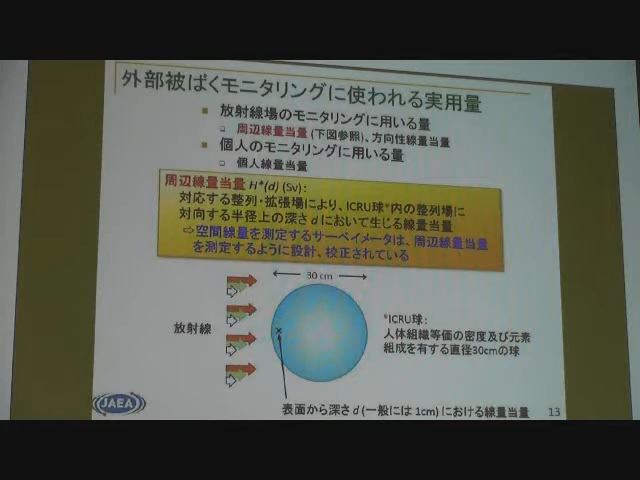 外部被ばくモニタリングに使われる実用量
放射線場のモニタリングに用いる量
周辺線量当量 (下図参照)、方向性線量当量
個人のモニタリングに用いる量
個人線量当量
周辺線量当量 H*(d) (Sv):
対応する整列・拡張場により、ICRU球*内の整列場に
対向する半径上の深さ d において生じる線量当量
⇨空間線量を測定するサーベイメータは、周辺線量当量
を測定するように設計、校正されている
30 cm
放射線
*ICRU球:
人体組織等価の密度及び元素
組成を有する直径30cmの球
表面から深さ d (一般には 1cm) における線量当量
JAEA
13